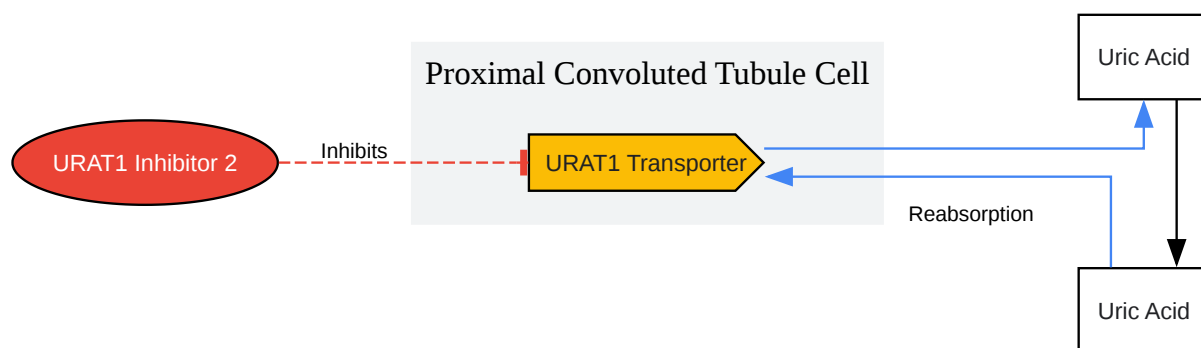 Uric Acid
Proximal Convoluted Tubule Cell
Inhibits
URAT1 Inhibitor 2
URAT1 Transporter
Reabsorption
Uric Acid